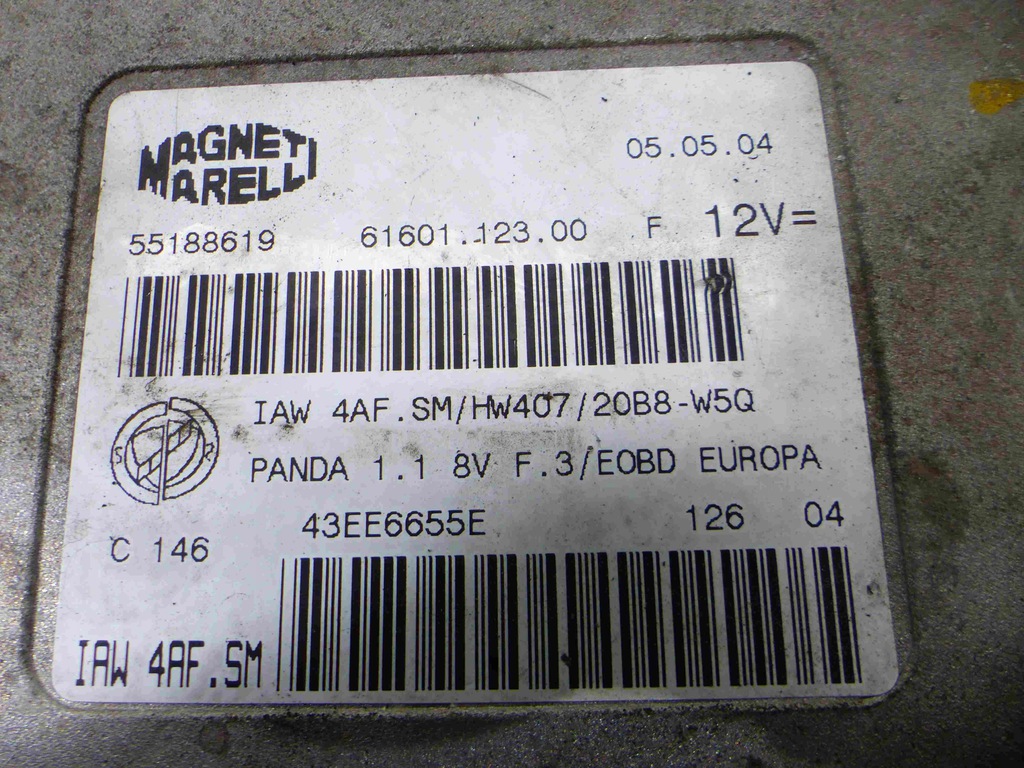 MAGNETI
MARELLI
05.05.04
55188619 61601.123.00 F 12V=
IAW 4AF.SM/HW407/20B8-W5Q
S R
PANDA 1.1 8V F.3/EOBD EUROPA
43EE6655E 126 04
C 146
IAW 4AF.SM